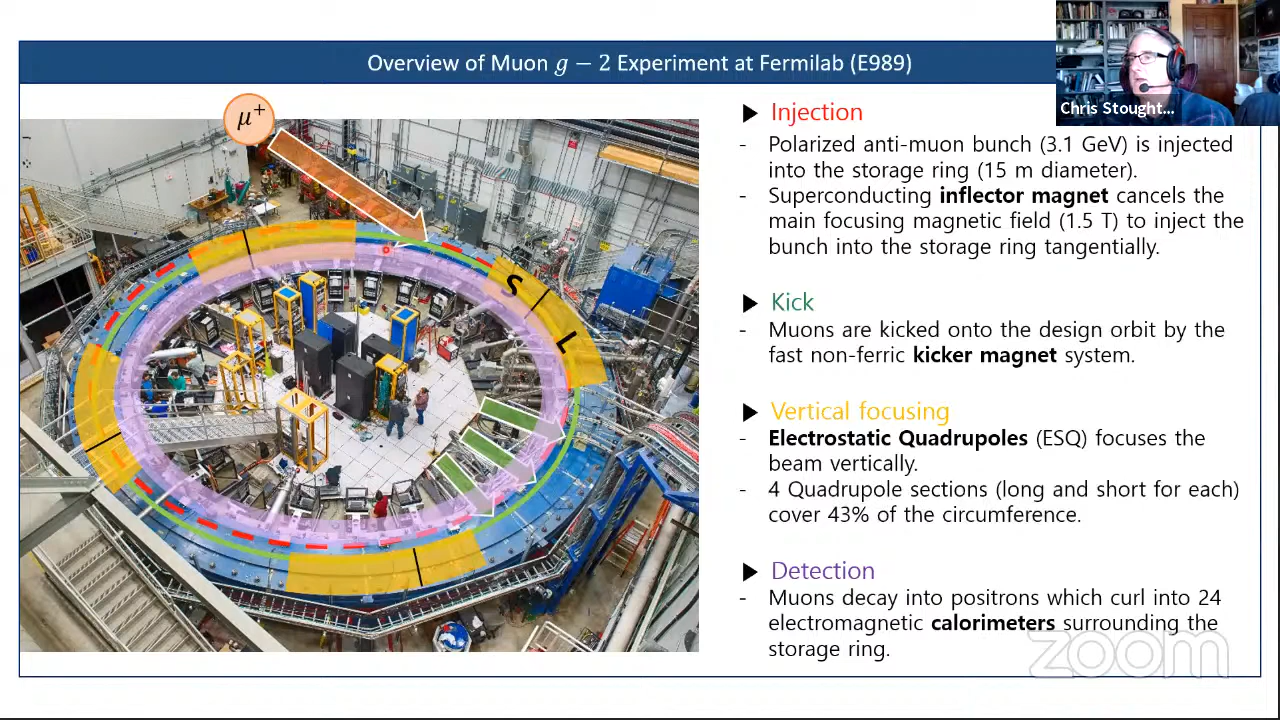 Overview of Muon g − 2 Experiment at Fermilab (E989)
Chris Stought...
μ+
S
L
▶ Injection
- Polarized anti-muon bunch (3.1 GeV) is injected
into the storage ring (15 m diameter).
- Superconducting inflector magnet cancels the
main focusing magnetic field (1.5 T) to inject the
bunch into the storage ring tangentially.
▶ Kick
- Muons are kicked onto the design orbit by the
fast non-ferric kicker magnet system.
▶ Vertical focusing
- Electrostatic Quadrupoles (ESQ) focuses the
beam vertically.
- 4 Quadrupole sections (long and short for each)
cover 43% of the circumference.
▶ Detection
- Muons decay into positrons which curl into 24
electromagnetic calorimeters surrounding the
storage ring.
zoom